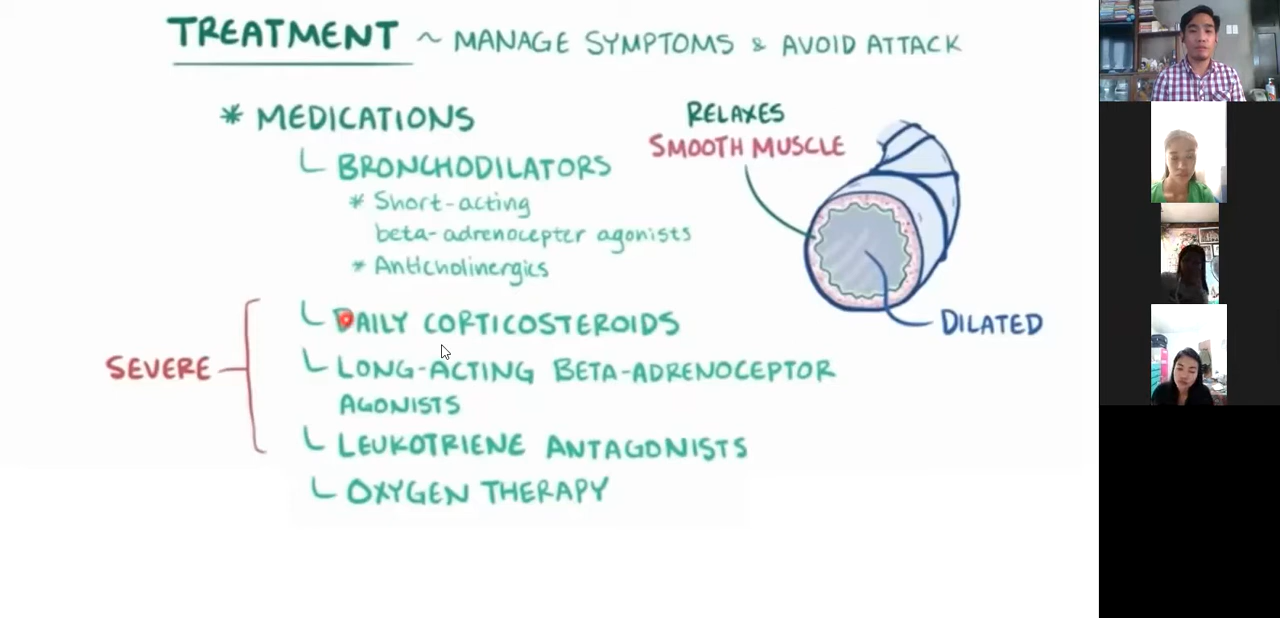 TREATMENT ~ MANAGE SYMPTOMS & AVOID ATTACK
* MEDICATIONS
RELAXES
SMOOTH MUSCLE
BRONCHODILATORS
* Short-acting
beta-adrenocepter agonists
* Anticholinergics
DAILY CORTICOSTEROIDS
DILATED
SEVERE
LONG-ACTING BETA-ADRENOCEPTOR
AGONISTS
LEUKOTRIENE ANTAGONISTS
OXYGEN THERAPY